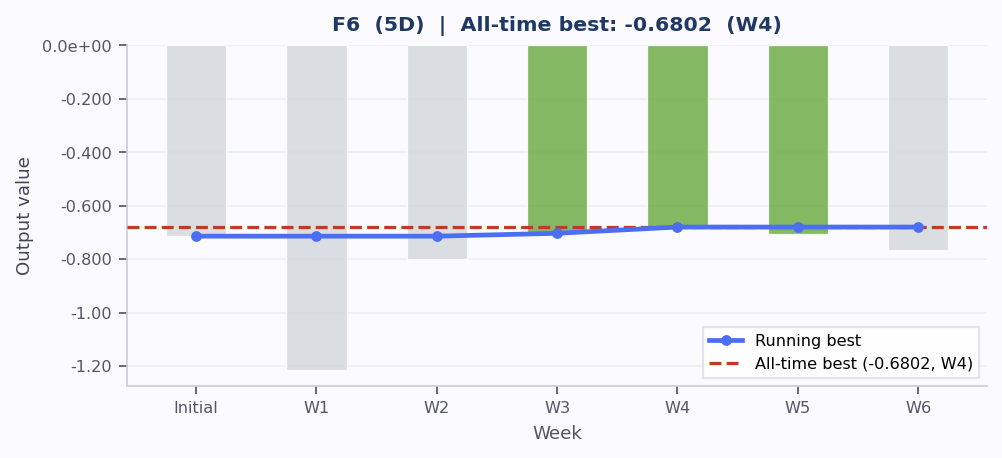 F6 (5D) | All-time best: -0.6802 (W4)
Output value
0.0e+00
-0.200
-0.400
-0.600
-0.800
-1.00
-1.20
Running best
All-time best (-0.6802, W4)
Initial W1 W2 W3 W4 W5 W6
Week